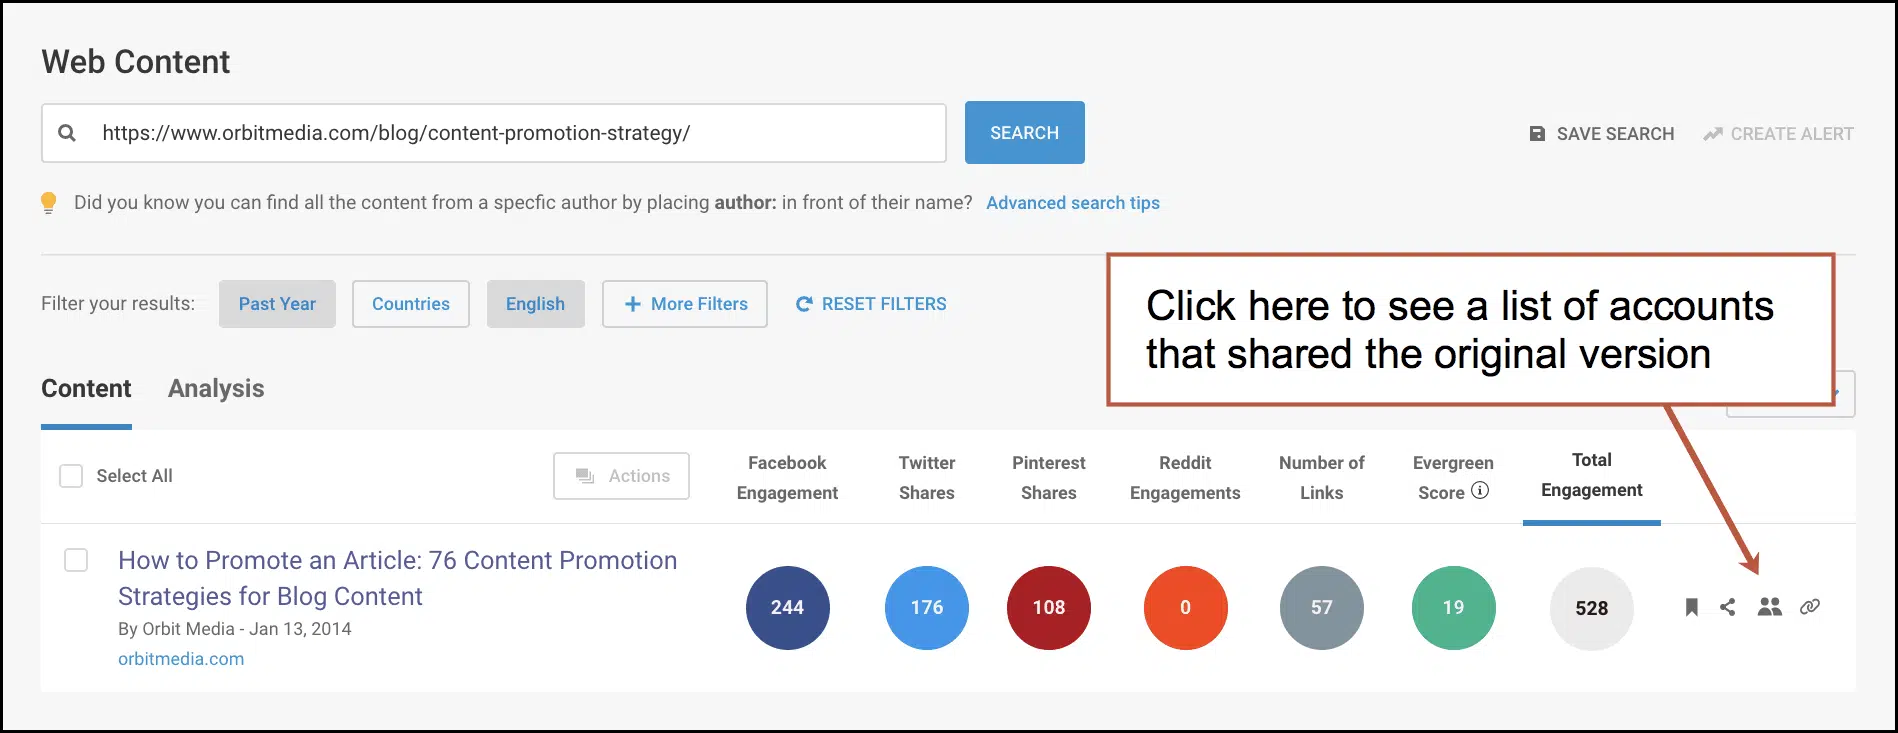 Web Content
https://www.orbitmedia.com/blog/content-promotion-strategy/
SEARCH
SAVE SEARCH
CREATE ALERT
Did you know you can find all the content from a specfic author by placing author: in front of their name? Advanced search tips
Filter your results:
Past Year
Countries
English
+ More Filters
RESET FILTERS
Click here to see a list of accounts
that shared the original version
Content
Analysis
Select All
Actions
Facebook
Engagement
Twitter
Shares
Pinterest
Shares
Reddit
Engagements
Number of
Links
Evergreen
Score
Total
Engagement
How to Promote an Article: 76 Content Promotion
Strategies for Blog Content
By Orbit Media - Jan 13, 2014
orbitmedia.com
244
176
108
0
57
19
528